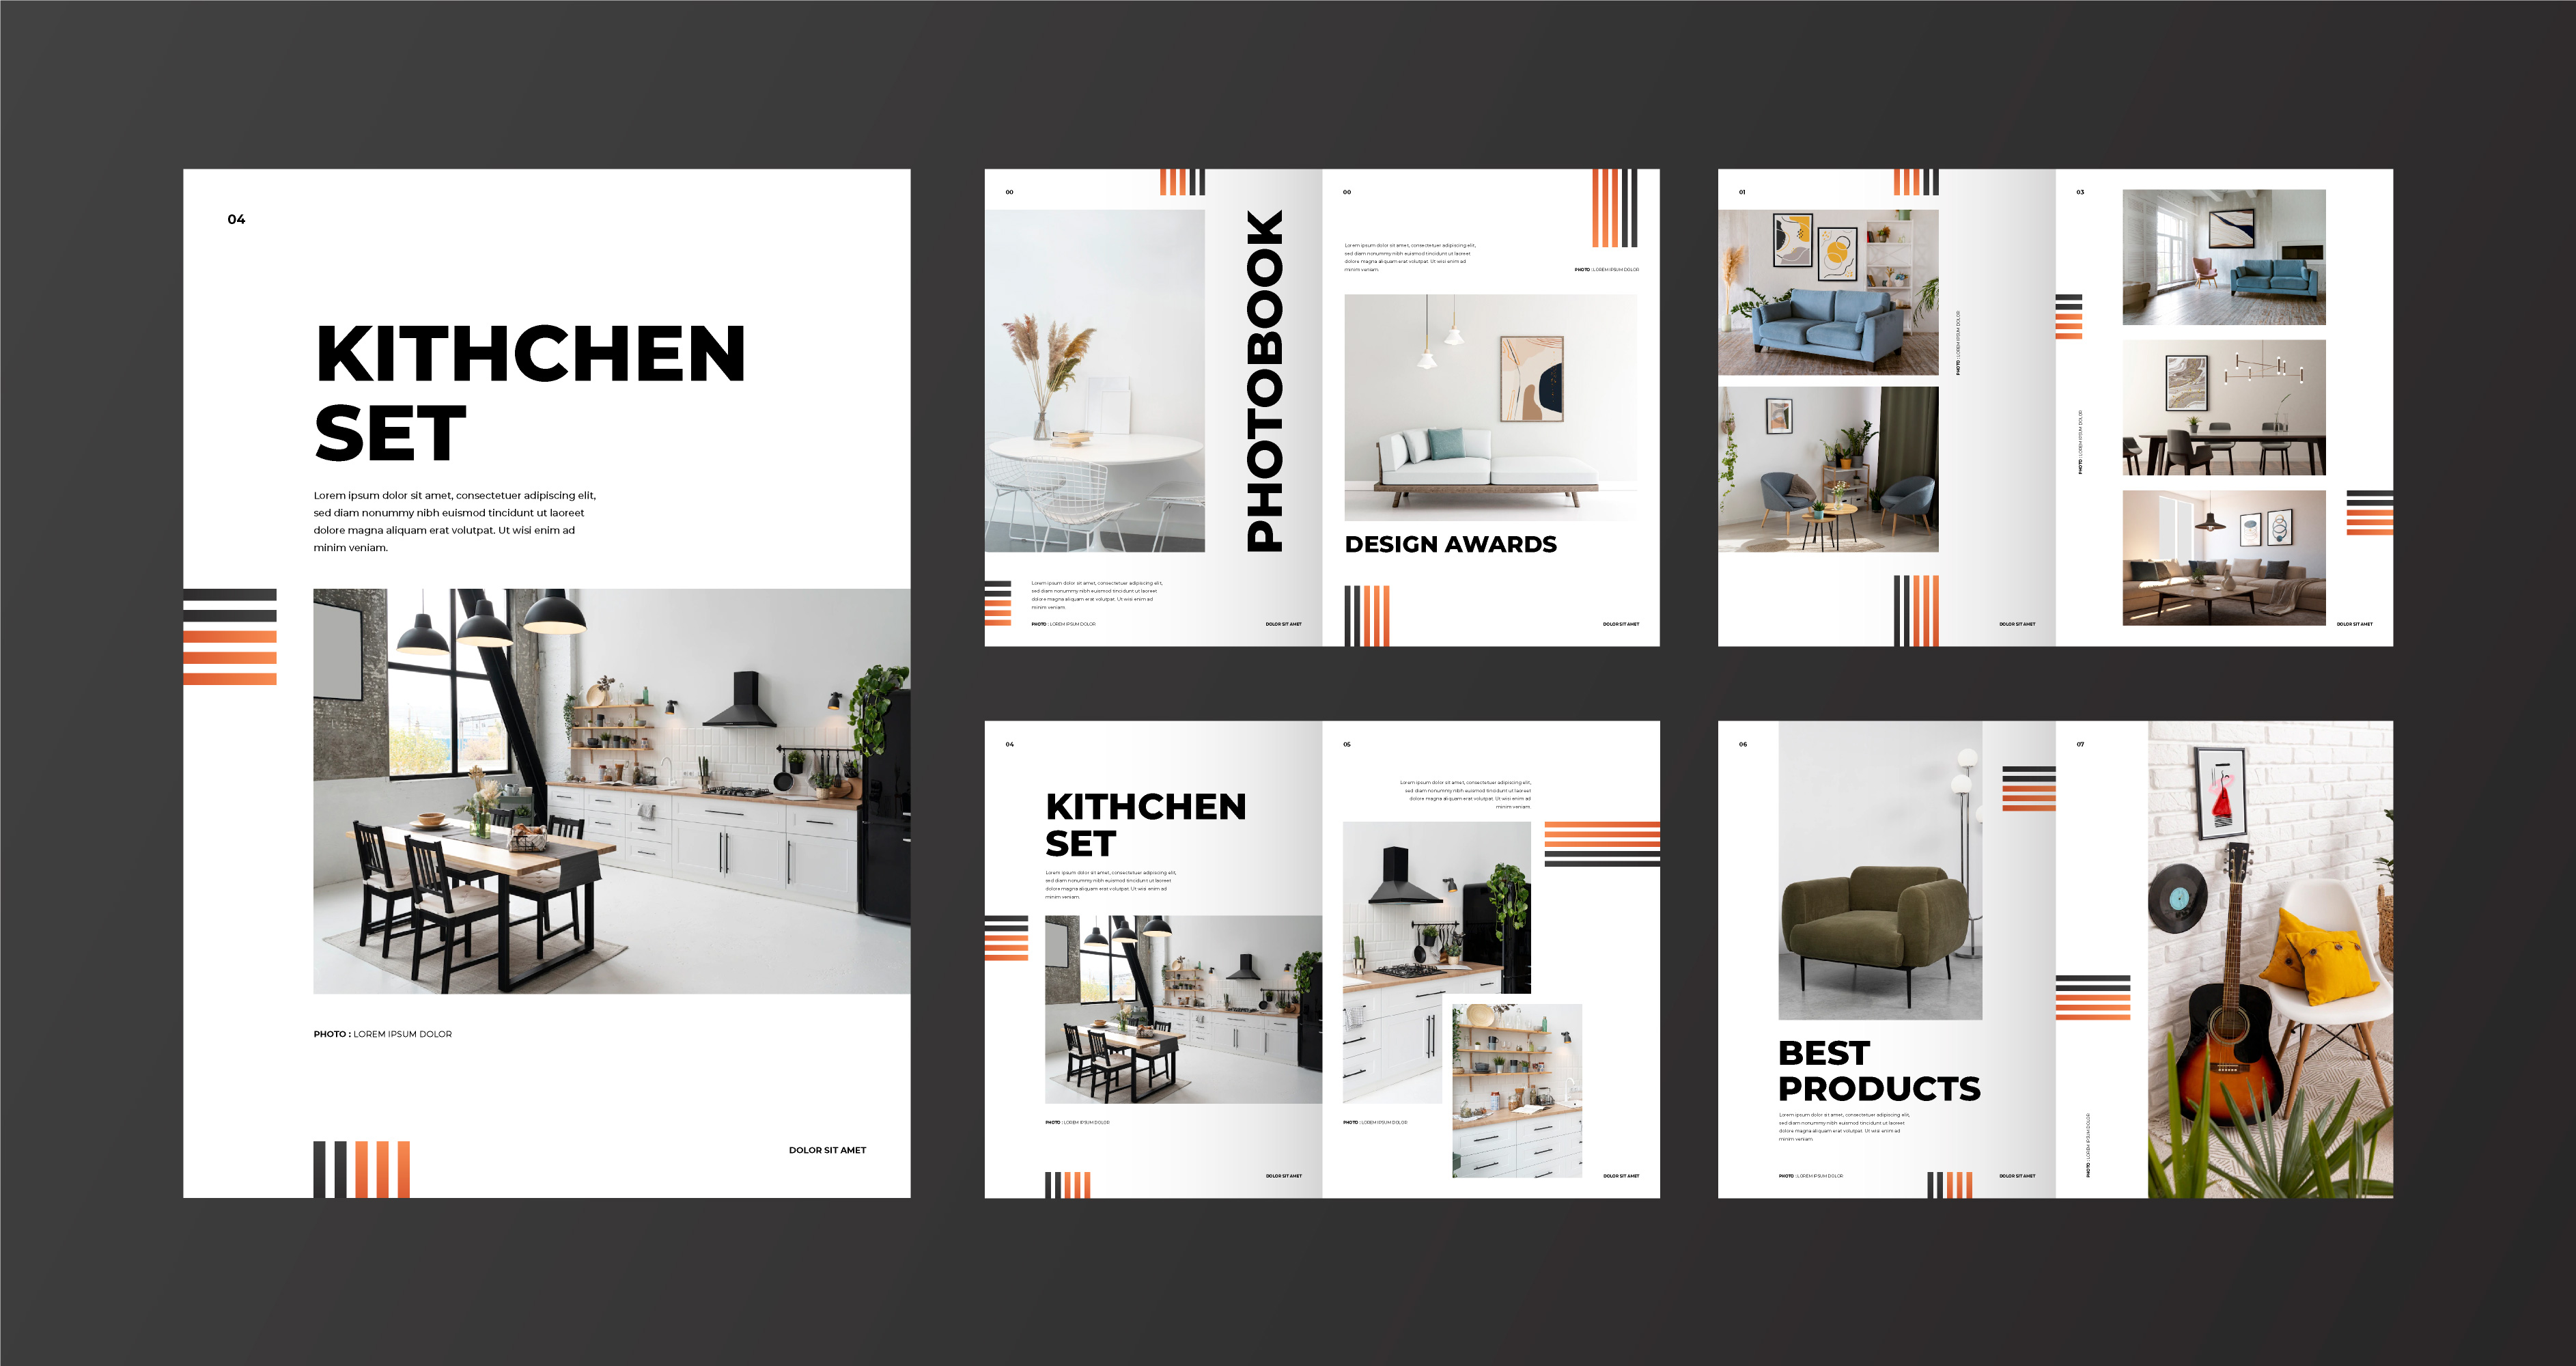 04
KITHCHEN
SET
Lorem ipsum dolor sit amet, consectetuer adipiscing elit,
sed diam nonummy nibh euismod tincidunt ut laoreet
dolore magna aliquam erat volutpat. Ut wisi enim ad
minim veniam.
PHOTO : LOREM IPSUM DOLOR
DOLOR SIT AMET
00
PHOTOBOOK
Lorem ipsum dolor sit amet, consectetuer adipiscing elit,
sed diam nonummy nibh euismod tincidunt ut laoreet
dolore magna aliquam erat volutpat. Ut wisi enim ad
minim veniam.
PHOTO : LOREM IPSUM DOLOR
DOLOR SIT AMET
00
Lorem ipsum dolor sit amet, consectetuer adipiscing elit,
sed diam nonummy nibh euismod tincidunt ut laoreet
dolore magna aliquam erat volutpat. Ut wisi enim ad
minim veniam.
PHOTO : LOREM IPSUM DOLOR
DESIGN AWARDS
DOLOR SIT AMET
01
PHOTO : LOREM IPSUM DOLOR
DOLOR SIT AMET
03
PHOTO : LOREM IPSUM DOLOR
DOLOR SIT AMET
04
KITHCHEN
SET
Lorem ipsum dolor sit amet, consectetuer adipiscing elit,
sed diam nonummy nibh euismod tincidunt ut laoreet
dolore magna aliquam erat volutpat. Ut wisi enim ad
minim veniam.
PHOTO : LOREM IPSUM DOLOR
DOLOR SIT AMET
05
Lorem ipsum dolor sit amet, consectetuer adipiscing elit,
sed diam nonummy nibh euismod tincidunt ut laoreet
dolore magna aliquam erat volutpat. Ut wisi enim ad
minim veniam.
PHOTO : LOREM IPSUM DOLOR
DOLOR SIT AMET
06
BEST
PRODUCTS
Lorem ipsum dolor sit amet, consectetuer adipiscing elit,
sed diam nonummy nibh euismod tincidunt ut laoreet
dolore magna aliquam erat volutpat. Ut wisi enim ad
minim veniam.
PHOTO : LOREM IPSUM DOLOR
DOLOR SIT AMET
07
PHOTO : LOREM IPSUM DOLOR